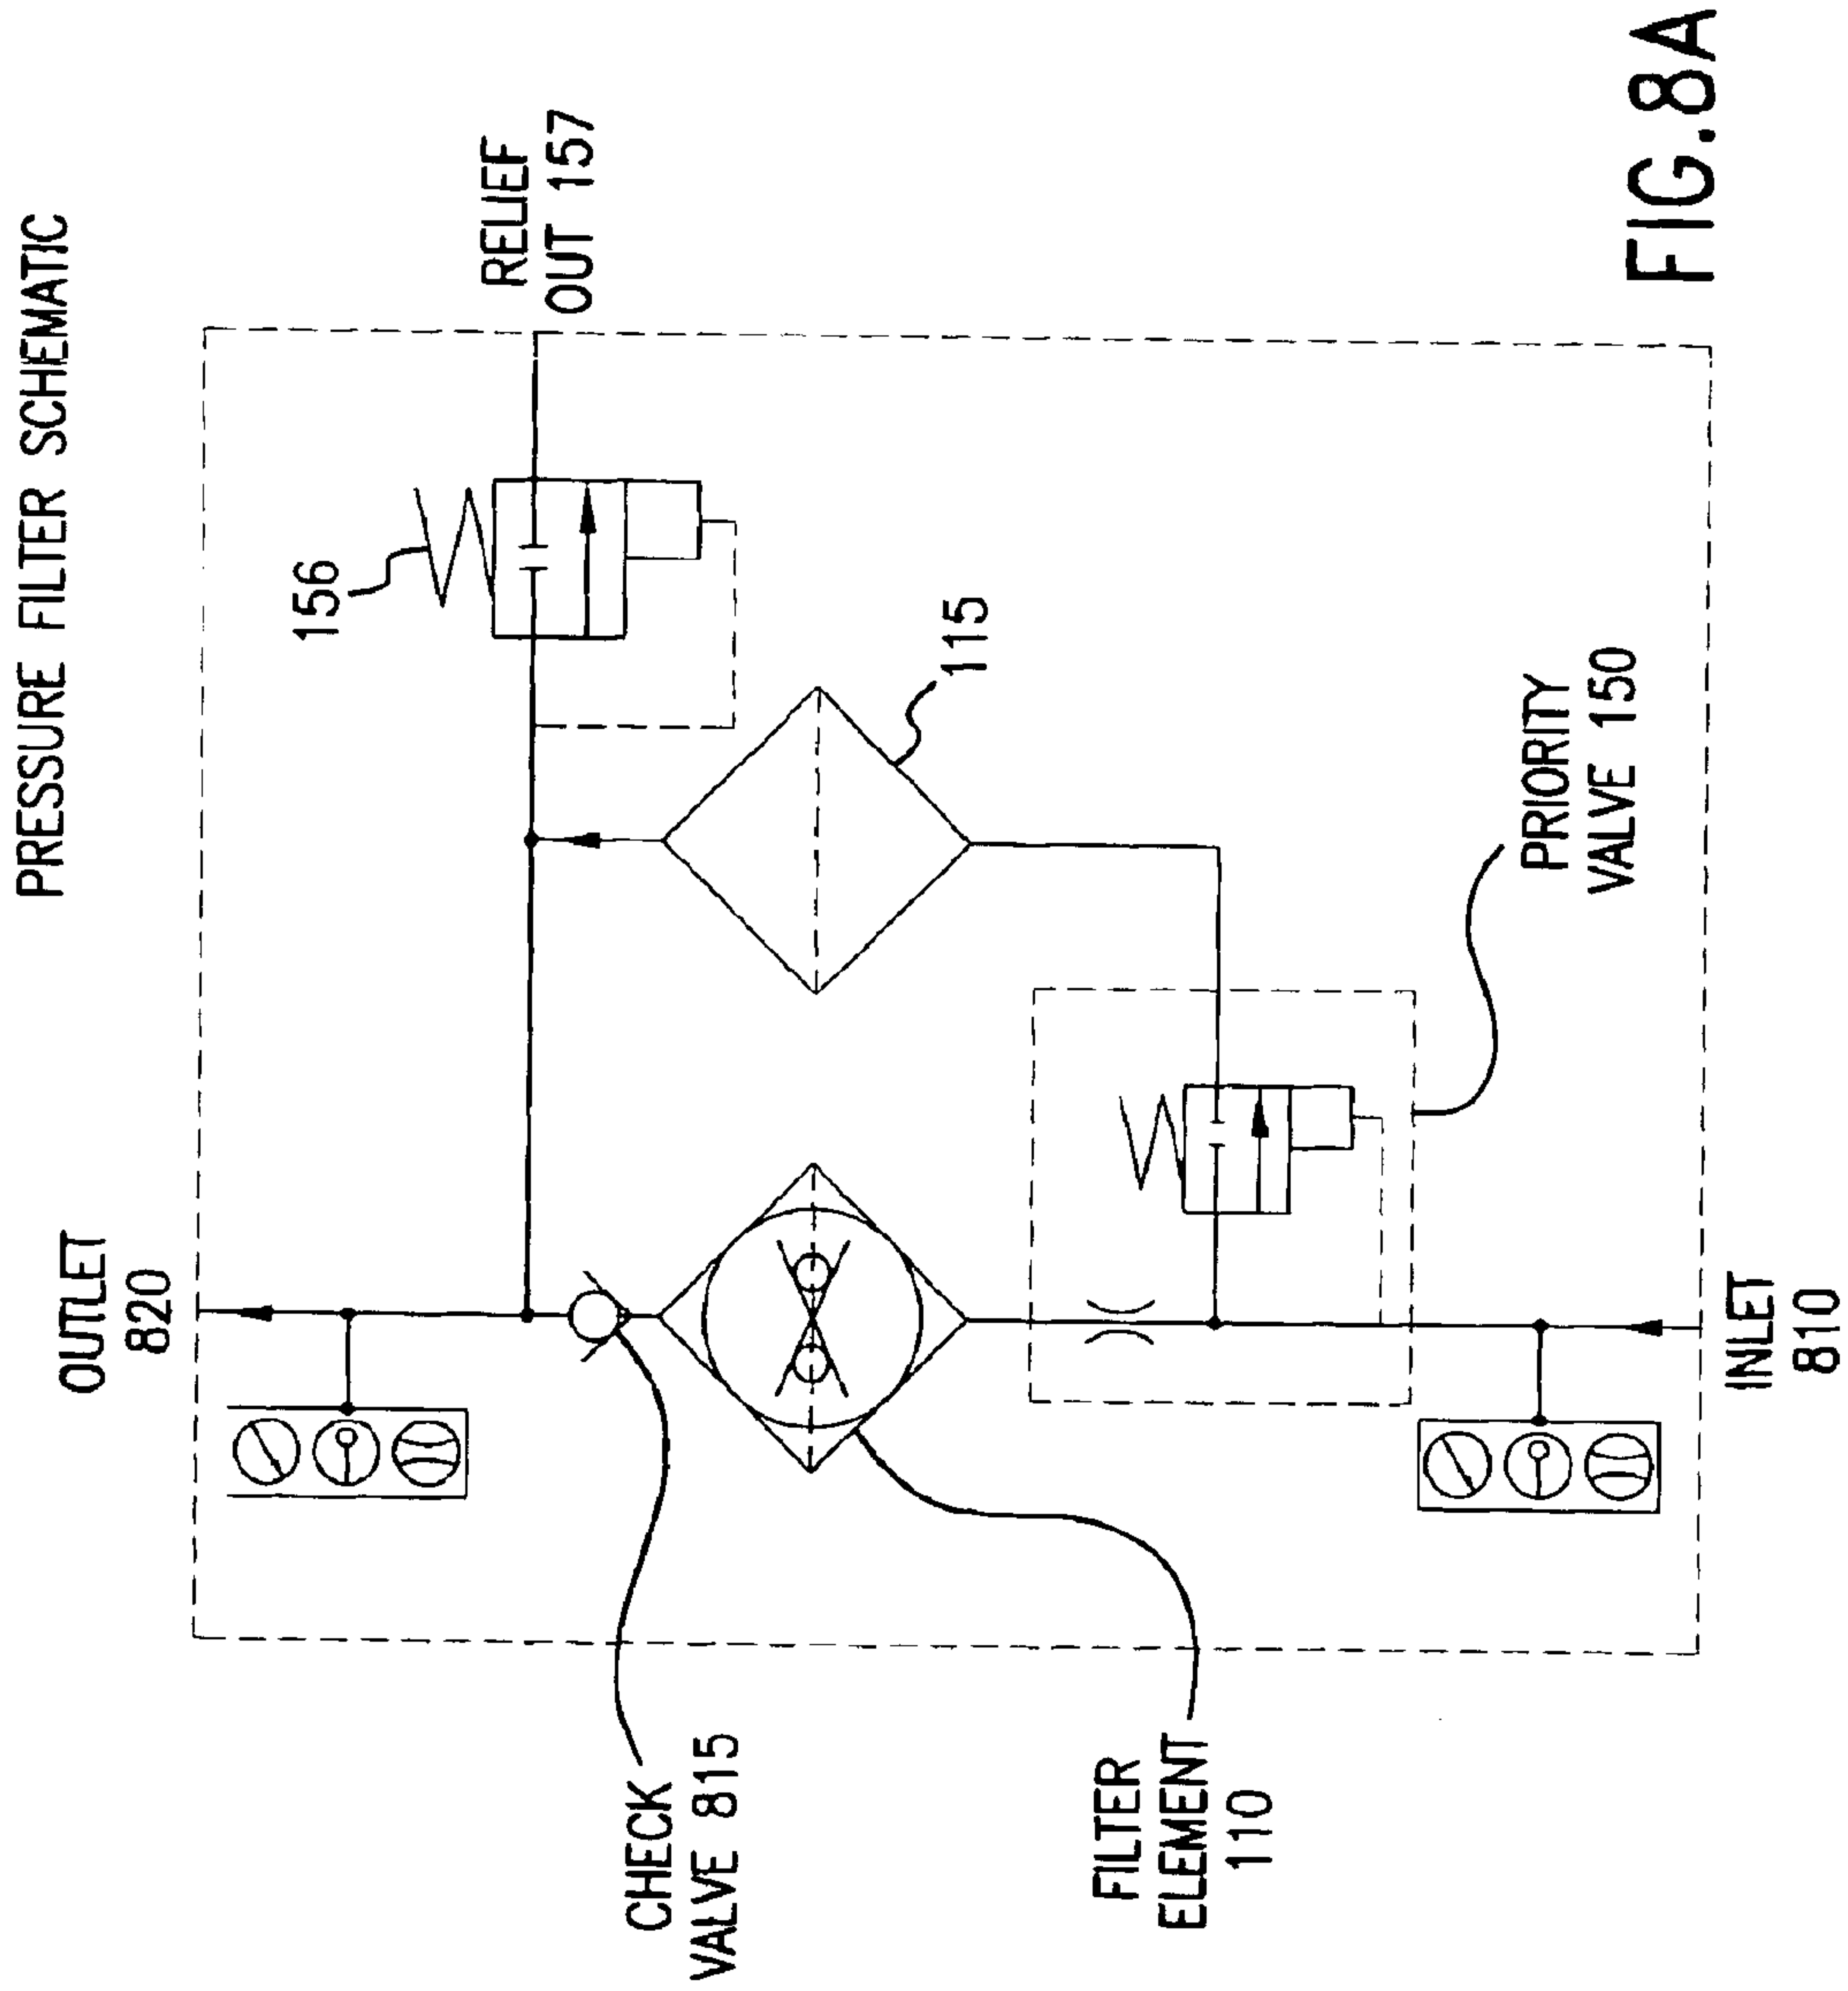 PRESSURE FILTER SCHEMATIC
OUTLET
820
RELIEF
OUT 157
156
115
CHECK
VALVE 815
FILTER
ELEMENT
110
PRIORITY
VALVE 150
INLET
810
FIG.8A